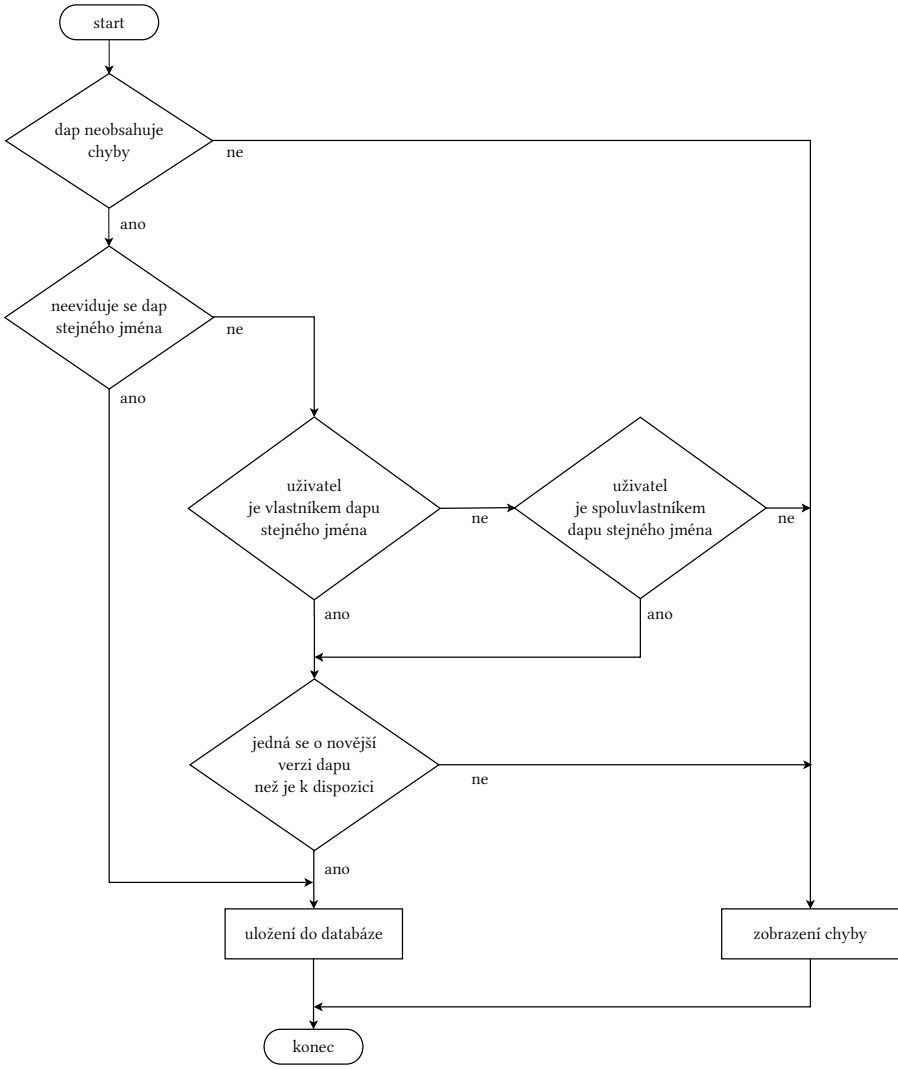 start
dap neobsahuje
chyby
ne
ano
neeviduje se dap
stejného jména
ne
ano
uživatel
je vlastníkem dapu
stejného jména
ne
uživatel
je spoluvlastníkem
dapu stejného jména
ne
ano
ano
jedná se o novější
verzi dapu
než je k dispozici
ne
ano
uložení do databáze
zobrazení chyby
konec